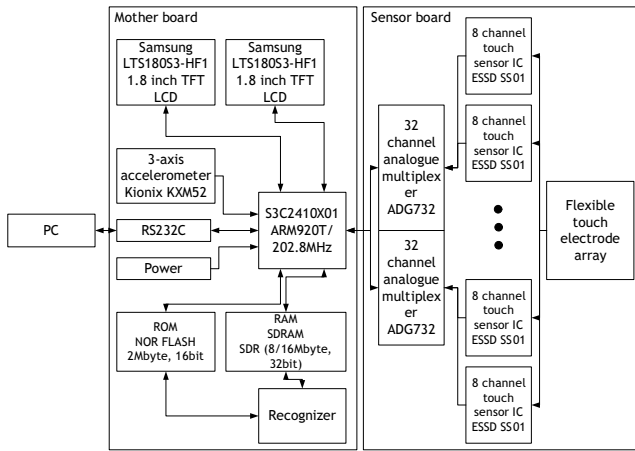 Mother board
Samsung
LTS180S3-HF1
1.8 inch TFT
LCD
Samsung
LTS180S3-HF1
1.8 inch TFT
LCD
3-axis
accelerometer
Kionix KXM52
PC
RS232C
Power
S3C2410X01
ARM920T/
202.8MHz
ROM
NOR FLASH
2Mbyte, 16bit
RAM
SDRAM
SDR (8/16Mbyte,
32bit)
Recognizer
Sensor board
32
channel
analogue
multiplex
er
ADG732
32
channel
analogue
multiplex
er
ADG732
8 channel
touch
sensor IC
ESSD SS01
8 channel
touch
sensor IC
ESSD SS01
8 channel
touch
sensor IC
ESSD SS01
8 channel
touch
sensor IC
ESSD SS01
Flexible
touch
electrode
array